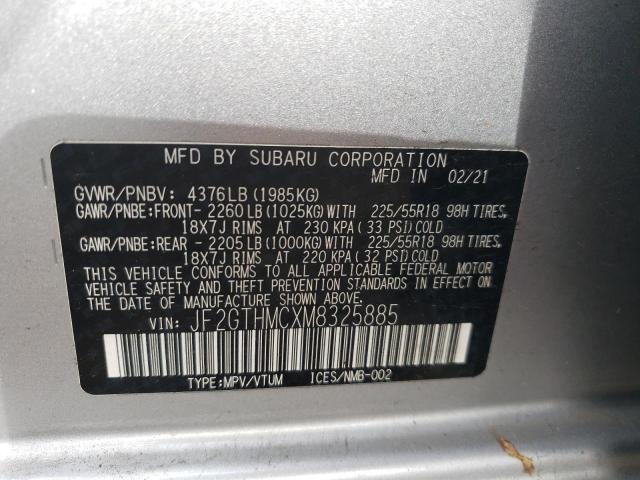 MFD BY SUBARU CORPORATION
MFD IN 02/21
GVWR/PNBV: 4376LB(1985KG)
GAWR/PNBE:FRONT- 2260LB(1025KG)WITH 225/55R18 98H TIRES,
18X7J RIMS AT 230 KPA(33 PSI)COLD
GAWR/PNBE:REAR - 2205LB(1000KG)WITH 225/55R18 98H TIRES,
18X7J RIMS AT 220 KPA(32 PSI)COLD
THIS VEHICLE CONFORMS TO ALL APPLICABLE FEDERAL MOTOR
VEHICLE SAFETY AND THEFT PREVENTION STANDARDS IN EFFECT ON
THE DATE OF MANUFACTURE SHOWN ABOVE.
VIN: JF2GTHMCXM8325885
TYPE:MPV/VTUM ICES/NMB-002